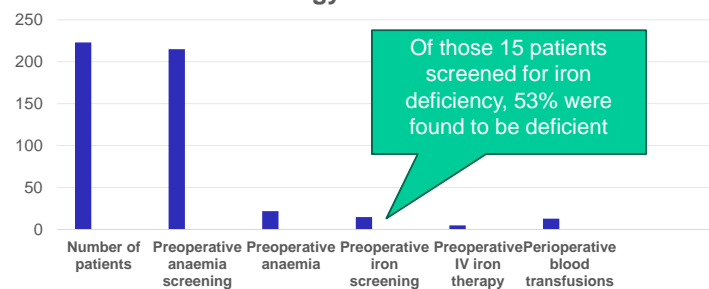 250
200
150
100
50
0
Of those 15 patients
screened for iron
deficiency, 53% were
found to be deficient
Number of
patients
Preoperative
anaemia
screening
Preoperative
anaemia
Preoperative
iron
screening
Preoperative
IV iron
therapy
Perioperative
blood
transfusions